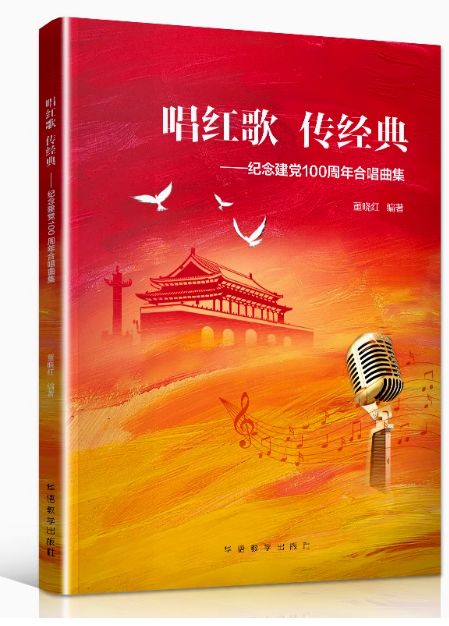 唱红歌 传经典
——纪念建党100周年合唱曲集
董晓红 编著
华语教学出版社
唱红歌 传经典
——纪念建党100周年合唱曲集
董晓红 编著
华语教学出版社